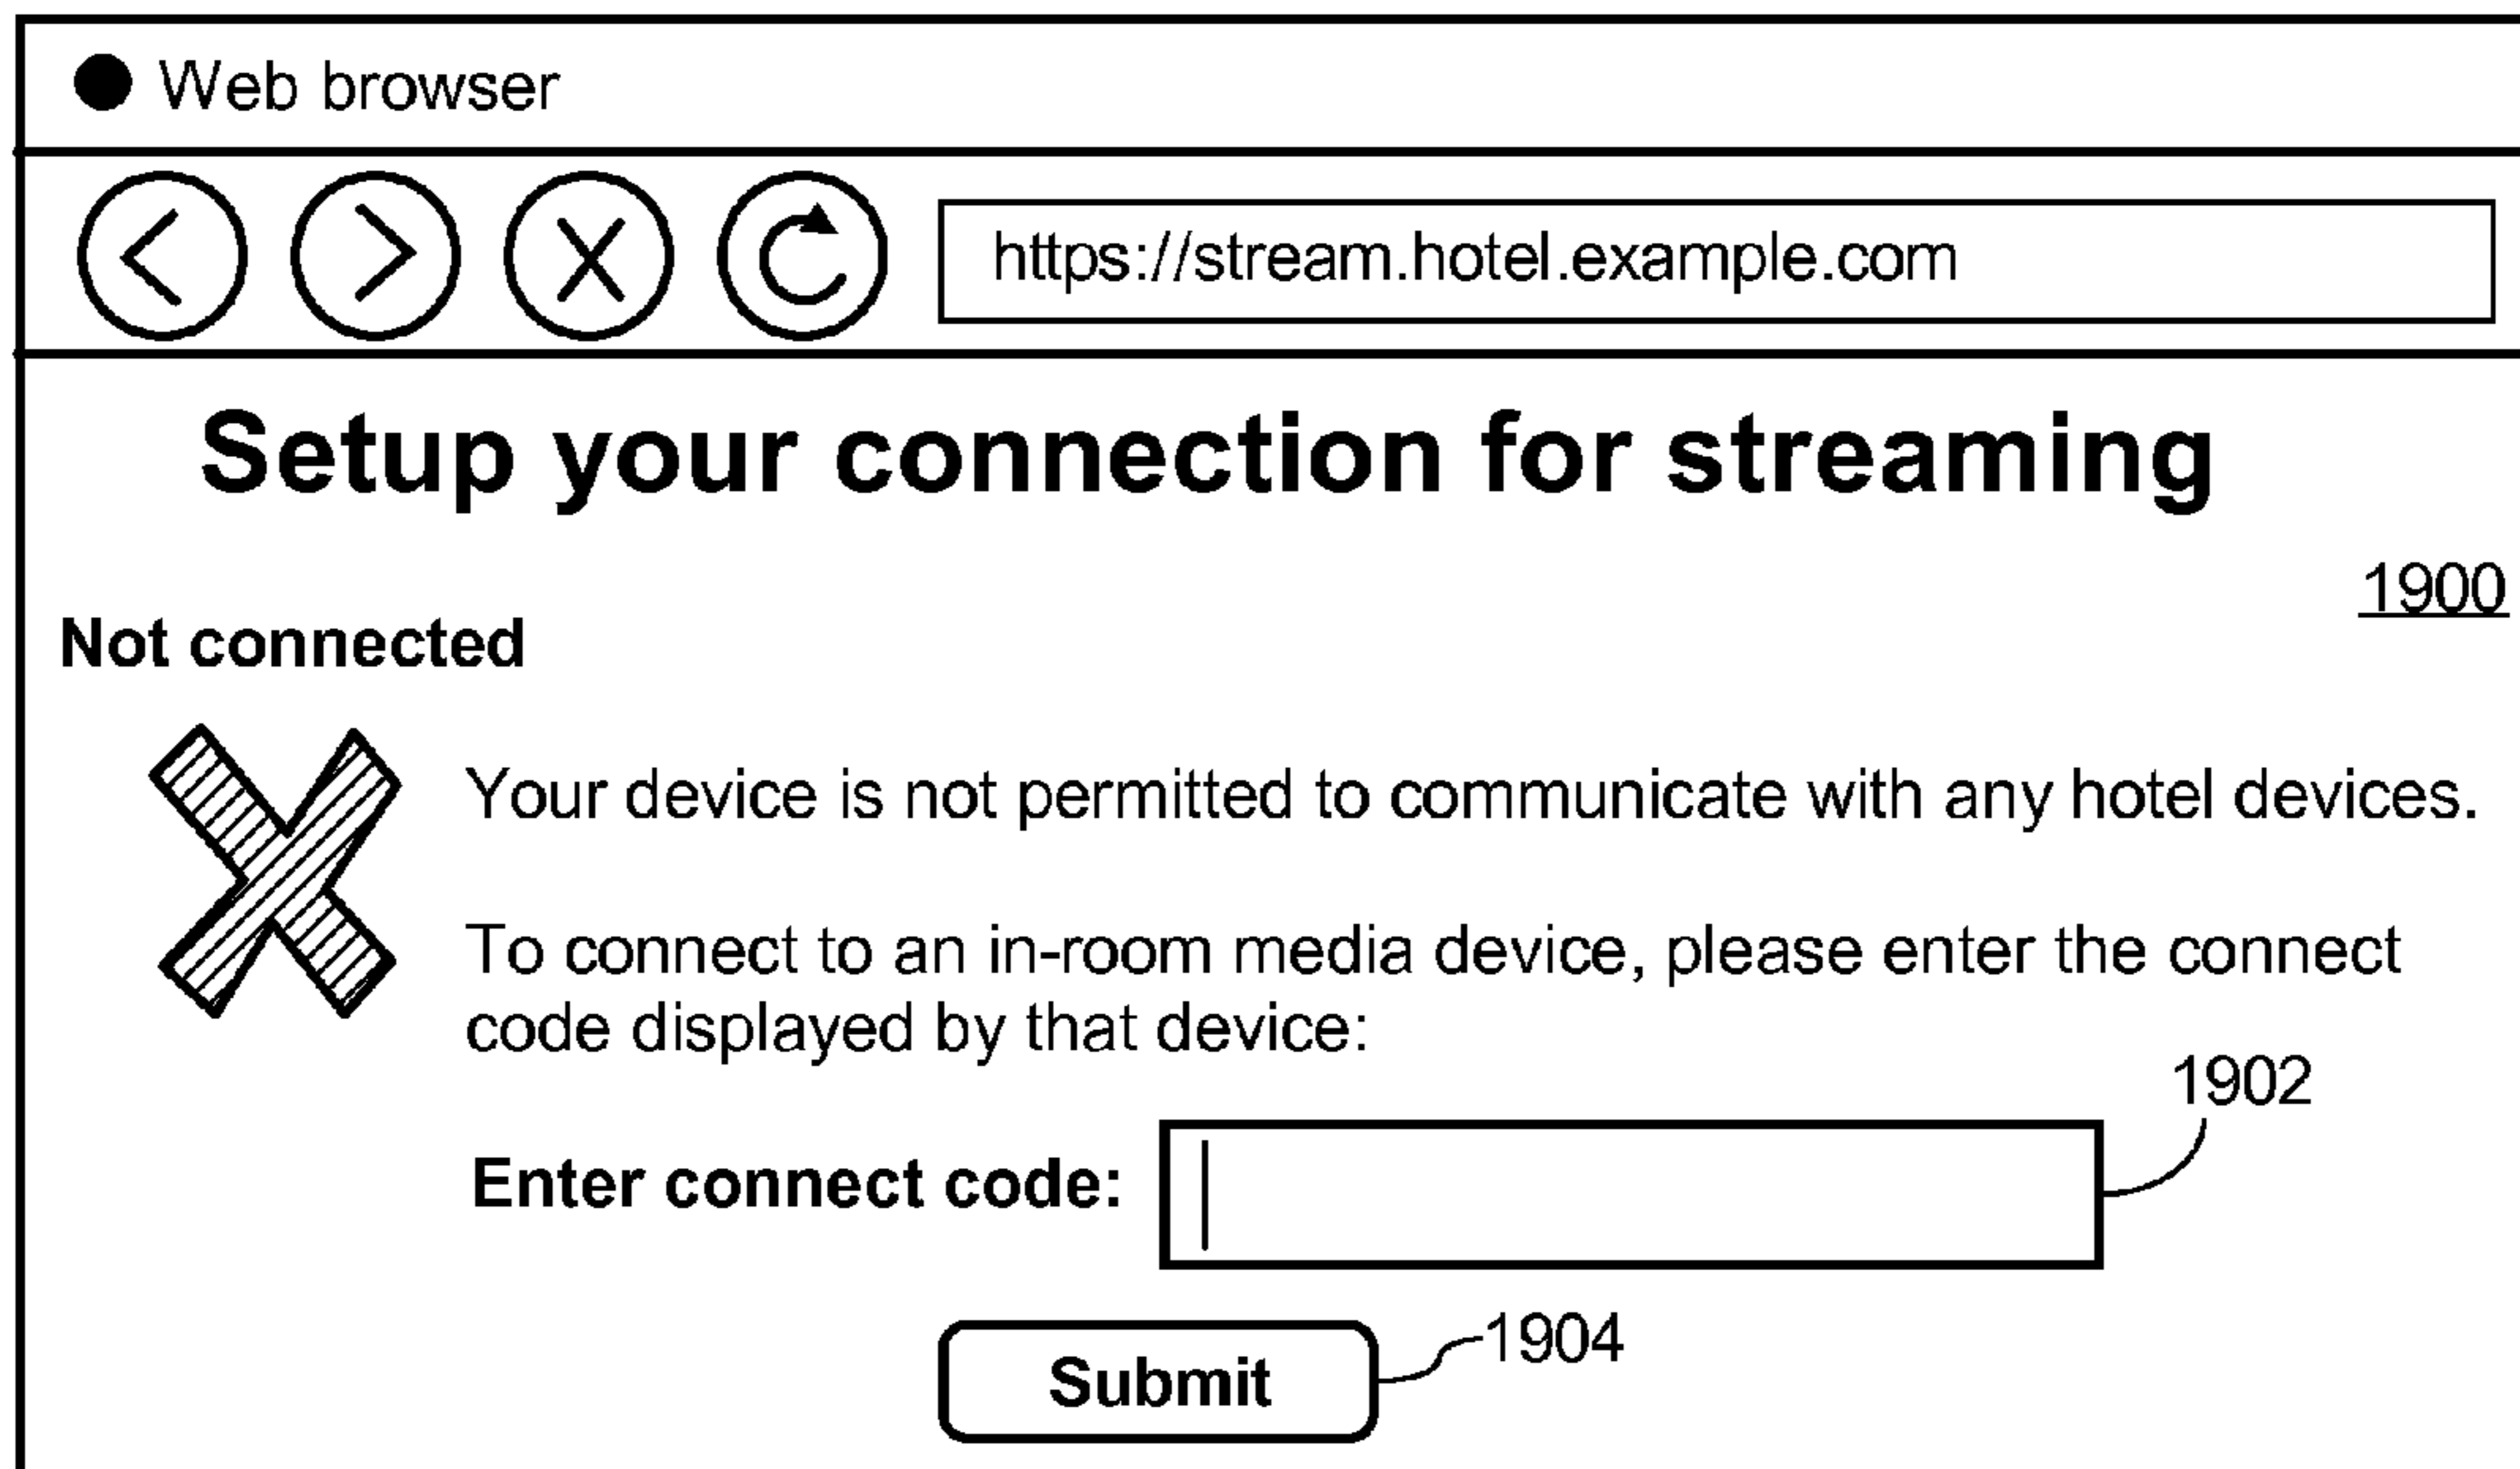 Web browser
https://stream.hotel.example.com
Setup your connection for streaming
1900
Not connected
Your device is not permitted to communicate with any hotel devices.
To connect to an in-room media device, please enter the connect
code displayed by that device:
1902
Enter connect code:
Submit
1904